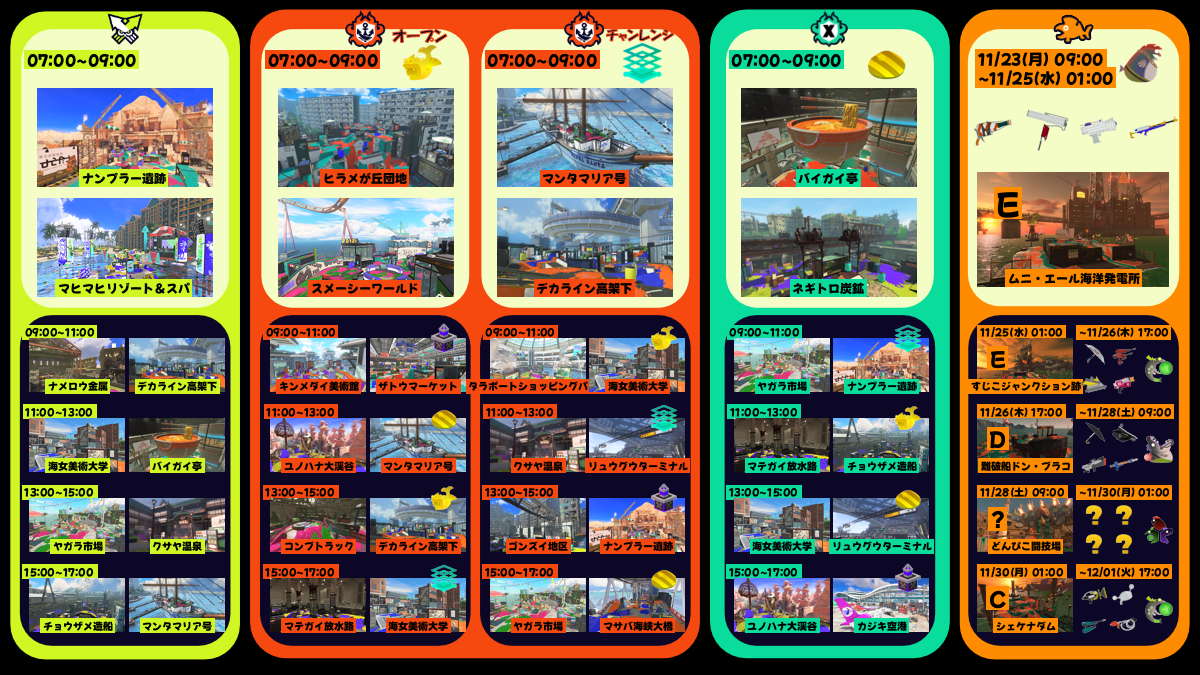 07:00~09:00
ナンプラー遺跡
マヒマヒリゾート&スパ
09:00~11:00
ナメロウ金属
デカライン高架下
11:00~13:00
海女美術大学
バイガイ亭
13:00~15:00
ヤガラ市場
クサヤ温泉
15:00~17:00
チョウザメ造船
マンタマリア号
オープン
07:00~09:00
ヒラメが丘団地
スメーシーワールド
09:00~11:00
キンメダイ美術館
ザトウマーケット
11:00~13:00
ユノハナ大渓谷
マンタマリア号
13:00~15:00
コンブトラック
デカライン高架下
15:00~17:00
マテガイ放水路
海女美術大学
チャンレンジ
07:00~09:00
マンタマリア号
デカライン高架下
09:00~11:00
タラポートショッピングパ
海女美術大学
11:00~13:00
クサヤ温泉
リュウグウターミナル
13:00~15:00
ゴンズイ地区
ナンプラー遺跡
15:00~17:00
ヤガラ市場
マサバ海峡大橋
X
07:00~09:00
バイガイ亭
ネギトロ炭鉱
09:00~11:00
ヤガラ市場
ナンプラー遺跡
11:00~13:00
マテガイ放水路
チョウザメ造船
13:00~15:00
海女美術大学
リュウグウターミナル
15:00~17:00
ユノハナ大渓谷
カジキ空港
11/23(月) 09:00
~11/25(水) 01:00
E
ムニ・エール海洋発電所
11/25(水) 01:00
~11/26(木) 17:00
E
すじこジャンクション跡
11/26(木) 17:00
~11/28(土) 09:00
D
難破船ドン・ブラコ
11/28(土) 09:00
~11/30(月) 01:00
?
? ?
? ?
どんぴこ闘技場
11/30(月) 01:00
~12/01(火) 17:00
C
シェケナダム